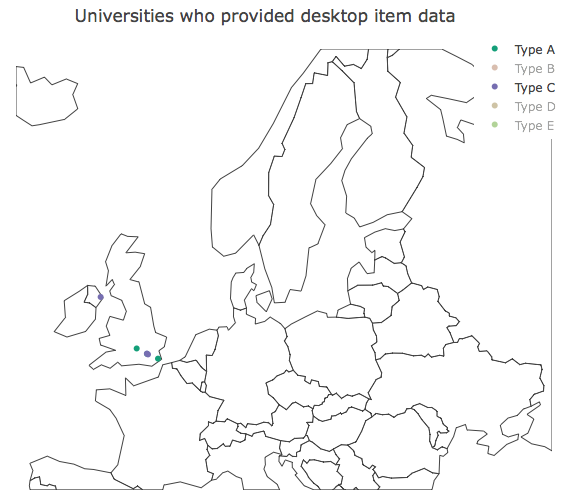 Universities who provided desktop item data
Type A
Type B
Type C
Type D
Type E